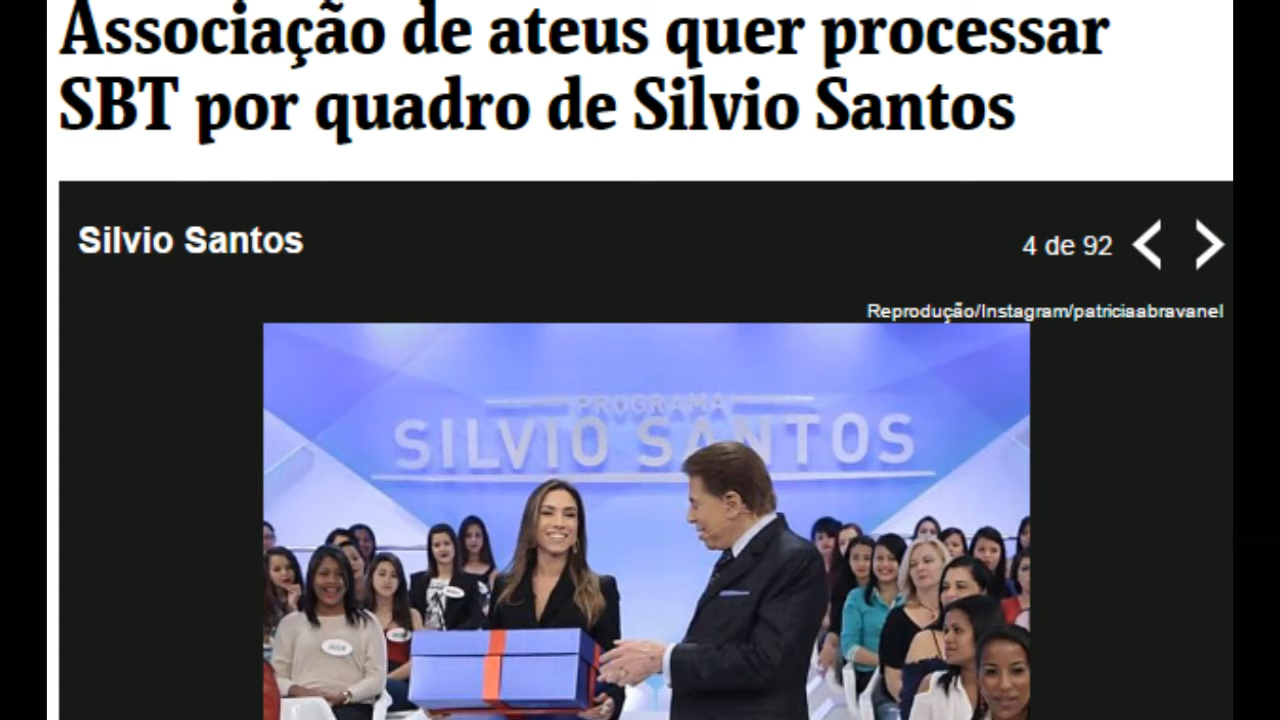 Associação de ateus quer processar
SBT por quadro de Silvio Santos
Silvio Santos
4 de 92
Reprodução/Instagram/patriciaabravanel
PROGRAMA
SILVIO SANTOS